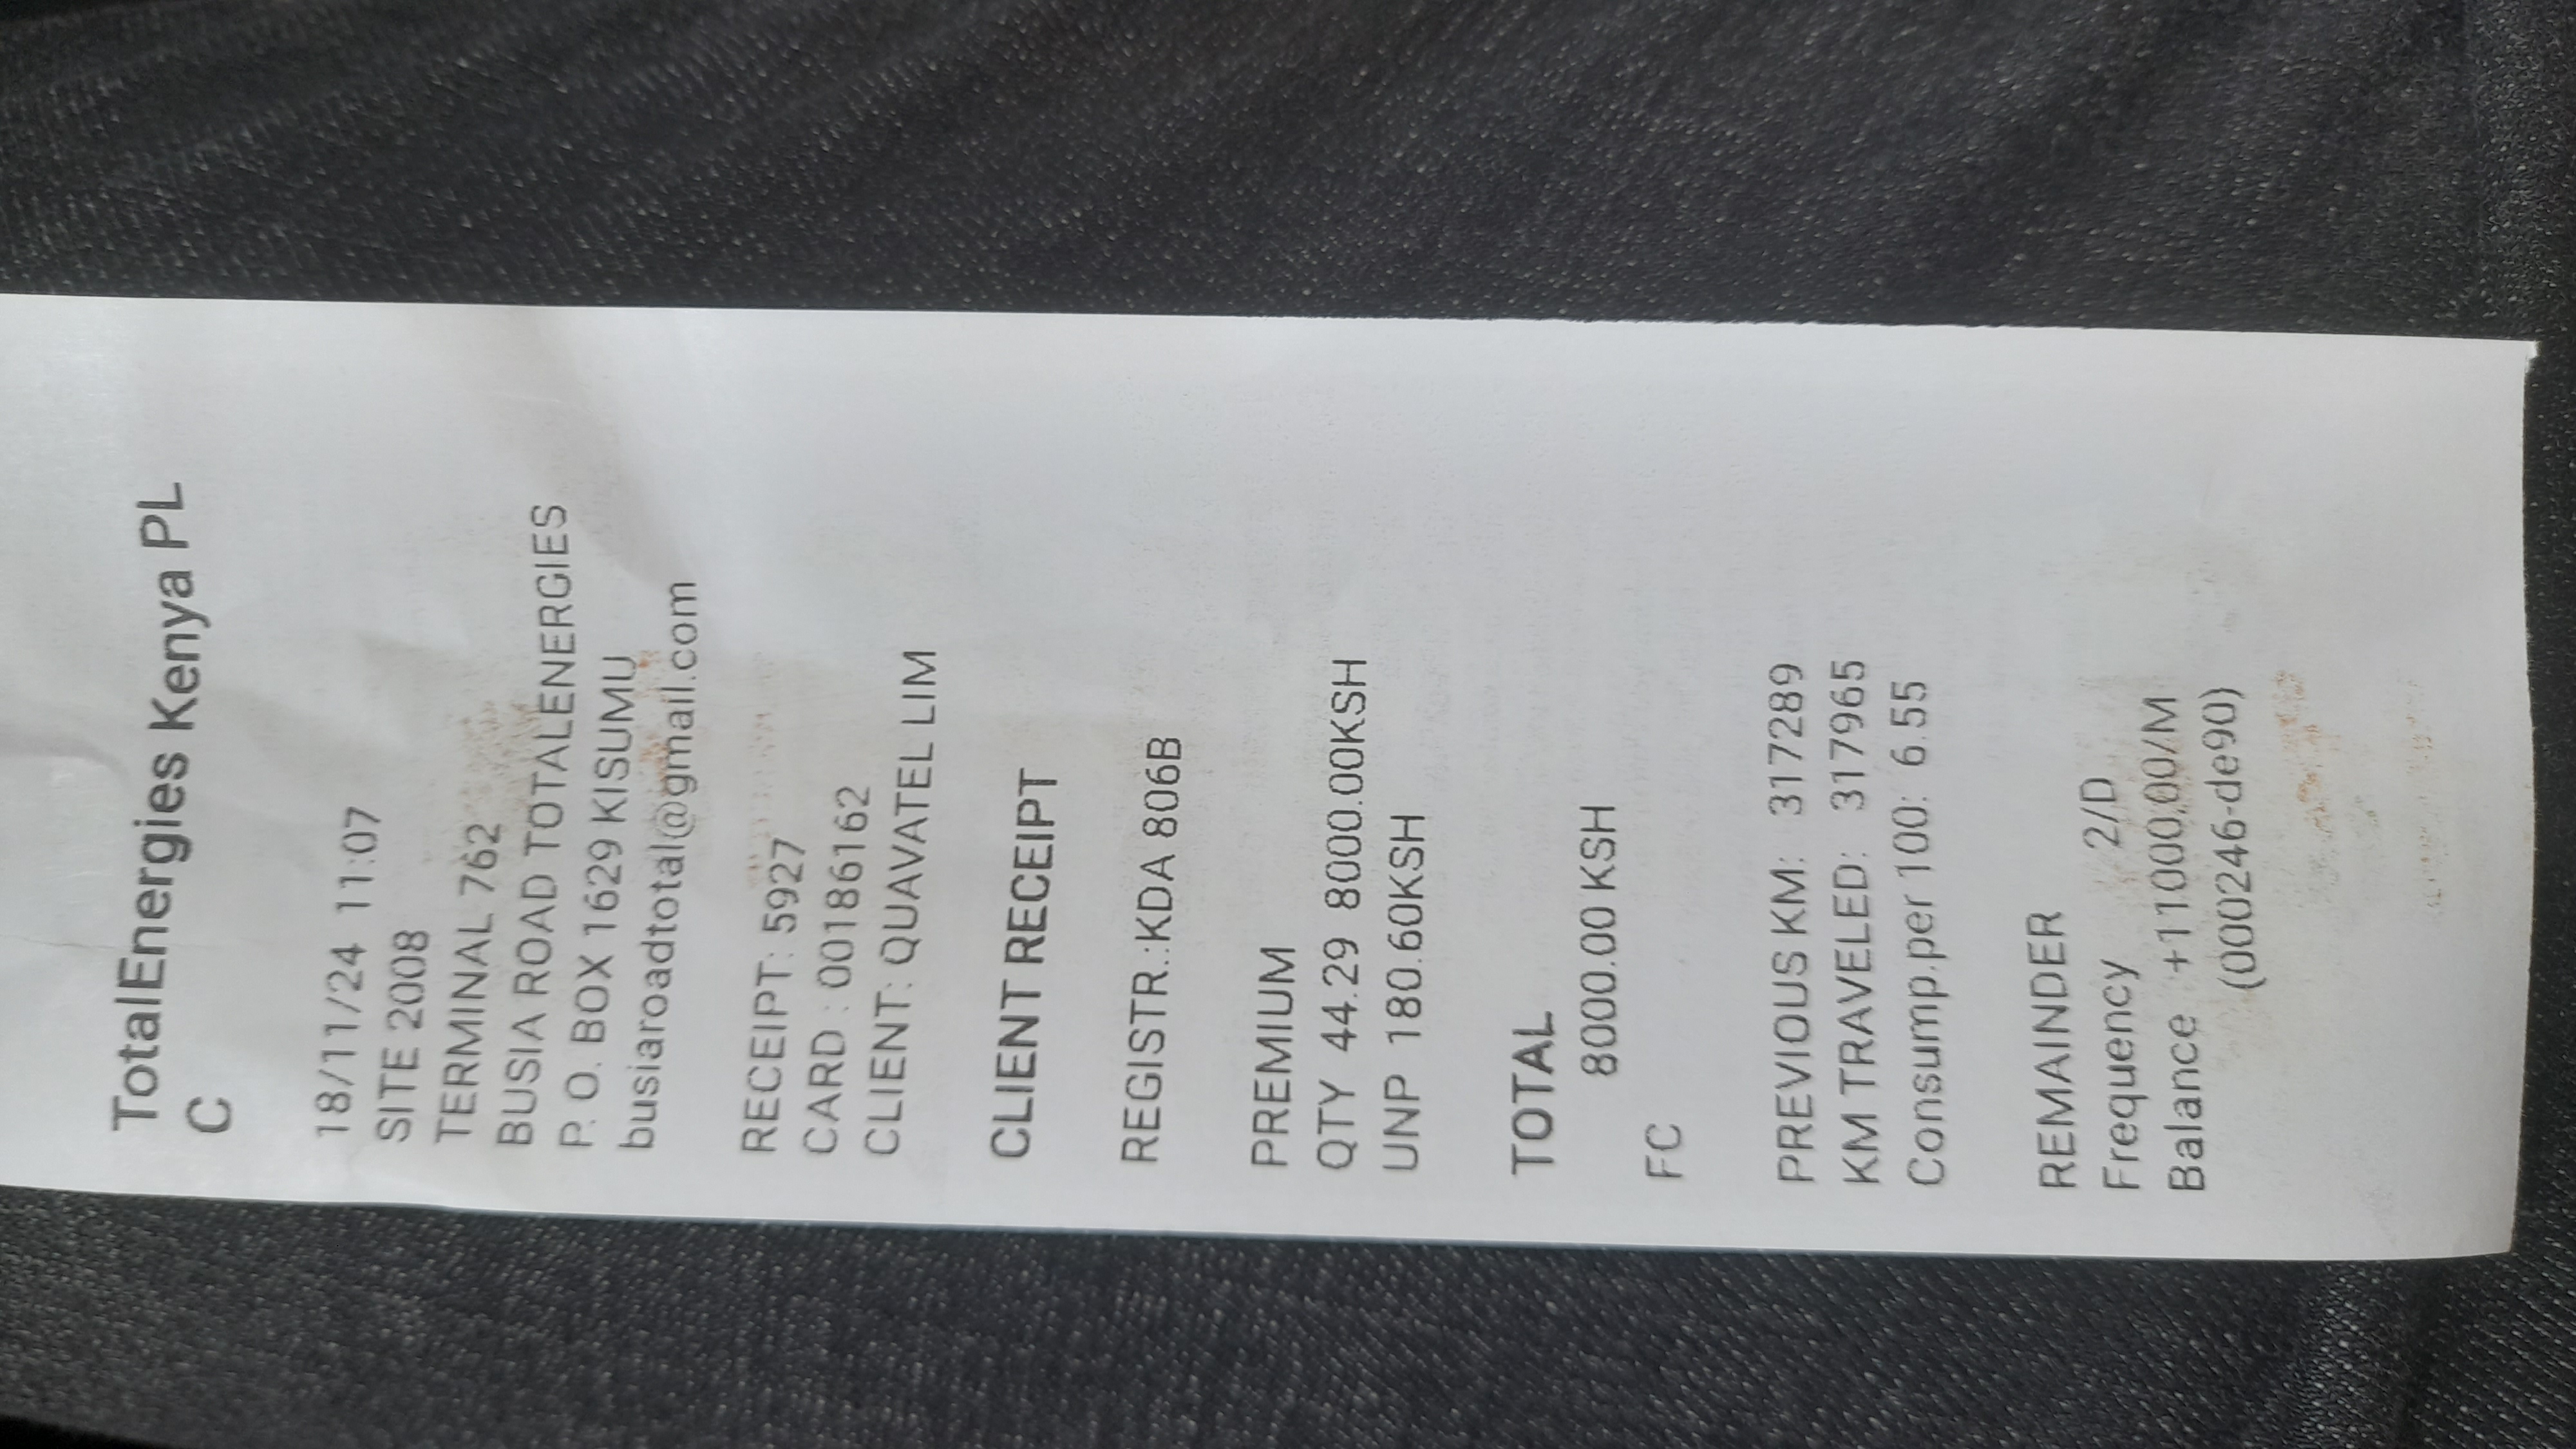 TotalEnergies Kenya PL
C
18/11/24 11:07
SITE 2008
TERMINAL 762
BUSIA ROAD TOTALENERGIES
P. O. BOX 1629 KISUMU
busiaroadtotal@gmail.com
RECEIPT: 5927
CARD : 00186162
CLIENT: QUAVATEL LIM
CLIENT RECEIPT
REGISTR.:KDA 806B
PREMIUM
QTY 44.29 8000.00KSH
UNP 180.60KSH
TOTAL
8000.00 KSH
FC
PREVIOUS KM: 317289
KM TRAVELED: 317965
Consump.per 100: 6.55
REMAINDER
Frequency 2/D
Balance ++11000.00/M
(000246-de90)